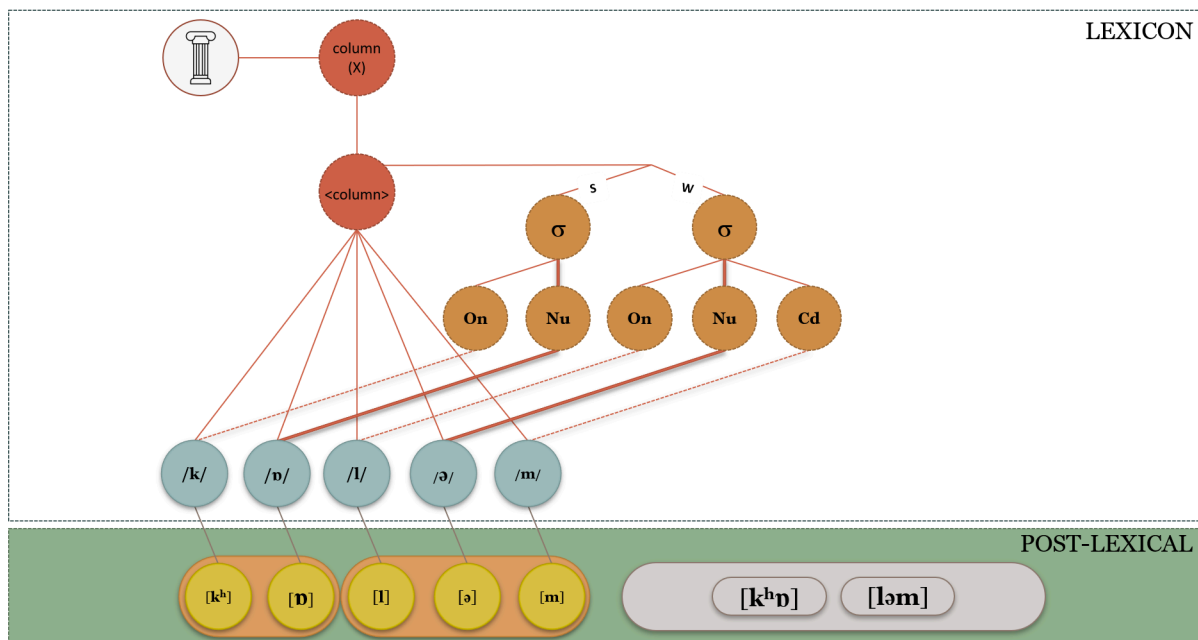 LEXICON
column
(X)
<column>
s w
σ σ
On Nu On Nu Cd
/k/ /ɒ/ /l/ /ə/ /m/
POST-LEXICAL
[kʰ] [ɒ] [l] [ə] [m] [kʰɒ] [ləm]